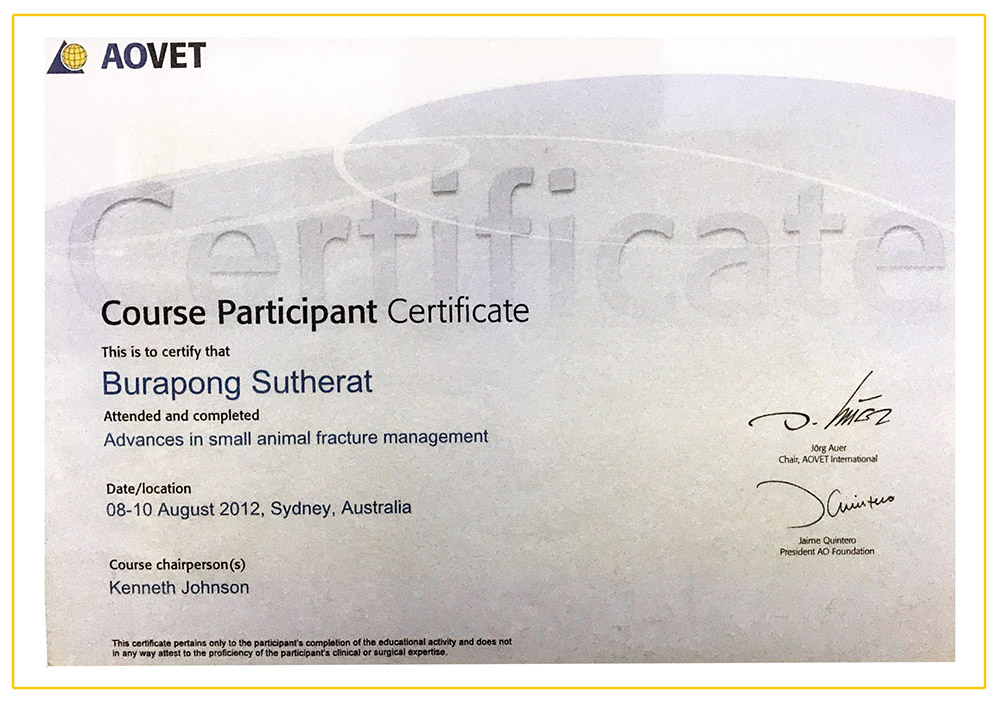 AOVET
Certificate
Course Participant Certificate
This is to certify that
Burapong Sutherat
Attended and completed
Advances in small animal fracture management
Date/location
08-10 August 2012, Sydney, Australia
Course chairperson(s)
Kenneth Johnson
Jörg Auer
Chair, AOVET International
Quintero
Jaime Quintero
President AO Foundation
This certificate pertains only to the participant's completion of the educational activity and does not
in any way attest to the proficiency of the participant's clinical or surgical expertise.